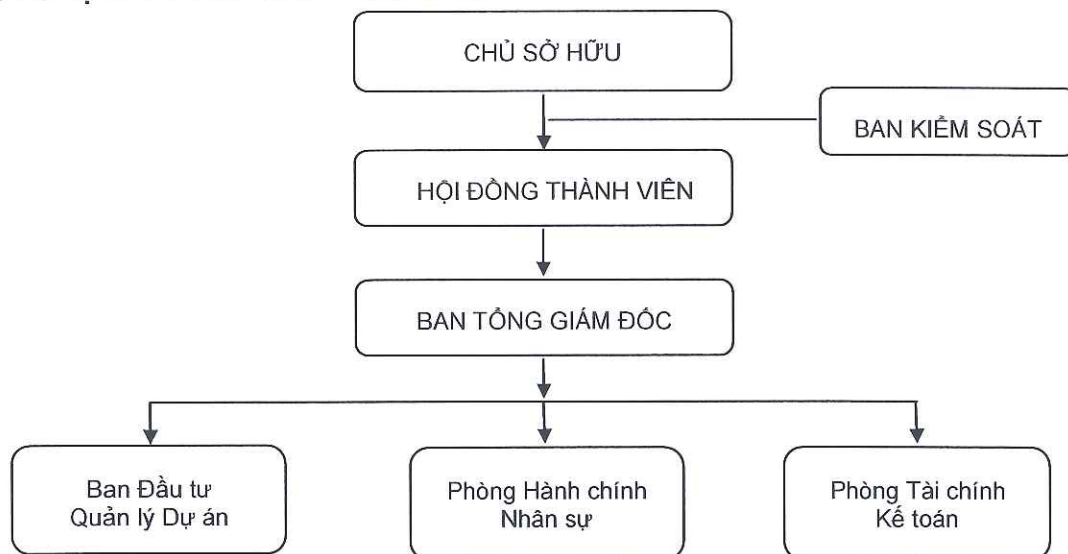 CHỦ SỞ HỮU
BAN KIỂM SOÁT
HỘI ĐỒNG THÀNH VIÊN
BAN TỔNG GIÁM ĐỐC
Ban Đầu tư
Quản lý Dự án
Phòng Hành chính
Nhân sự
Phòng Tài chính
Kế toán